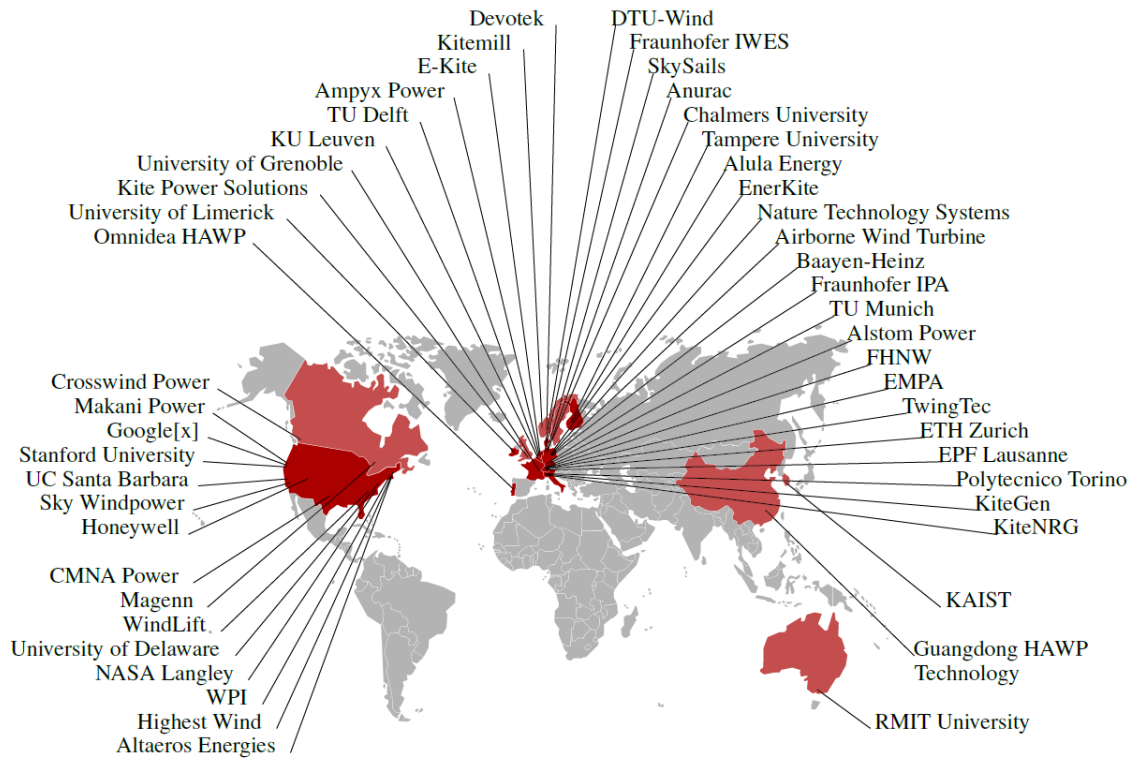 Devotek
Kitemill
E-Kite
Ampyx Power
TU Delft
KU Leuven
University of Grenoble
Kite Power Solutions
University of Limerick
Omnidea HAWP
DTU-Wind
Fraunhofer IWES
SkySails
Anurac
Chalmers University
Tampere University
Alula Energy
EnerKite
Nature Technology Systems
Airborne Wind Turbine
Baayen-Heinz
Fraunhofer IPA
TU Munich
Alstom Power
FHNW
EMPA
TwingTec
ETH Zurich
EPF Lausanne
Polytecnico Torino
KiteGen
KiteNRG
Crosswind Power
Makani Power
Google[x]
Stanford University
UC Santa Barbara
Sky Windpower
Honeywell
CMNA Power
Magenn
WindLift
University of Delaware
NASA Langley
WPI
Highest Wind
Altaeros Energies
KAIST
Guangdong HAWP
Technology
RMIT University